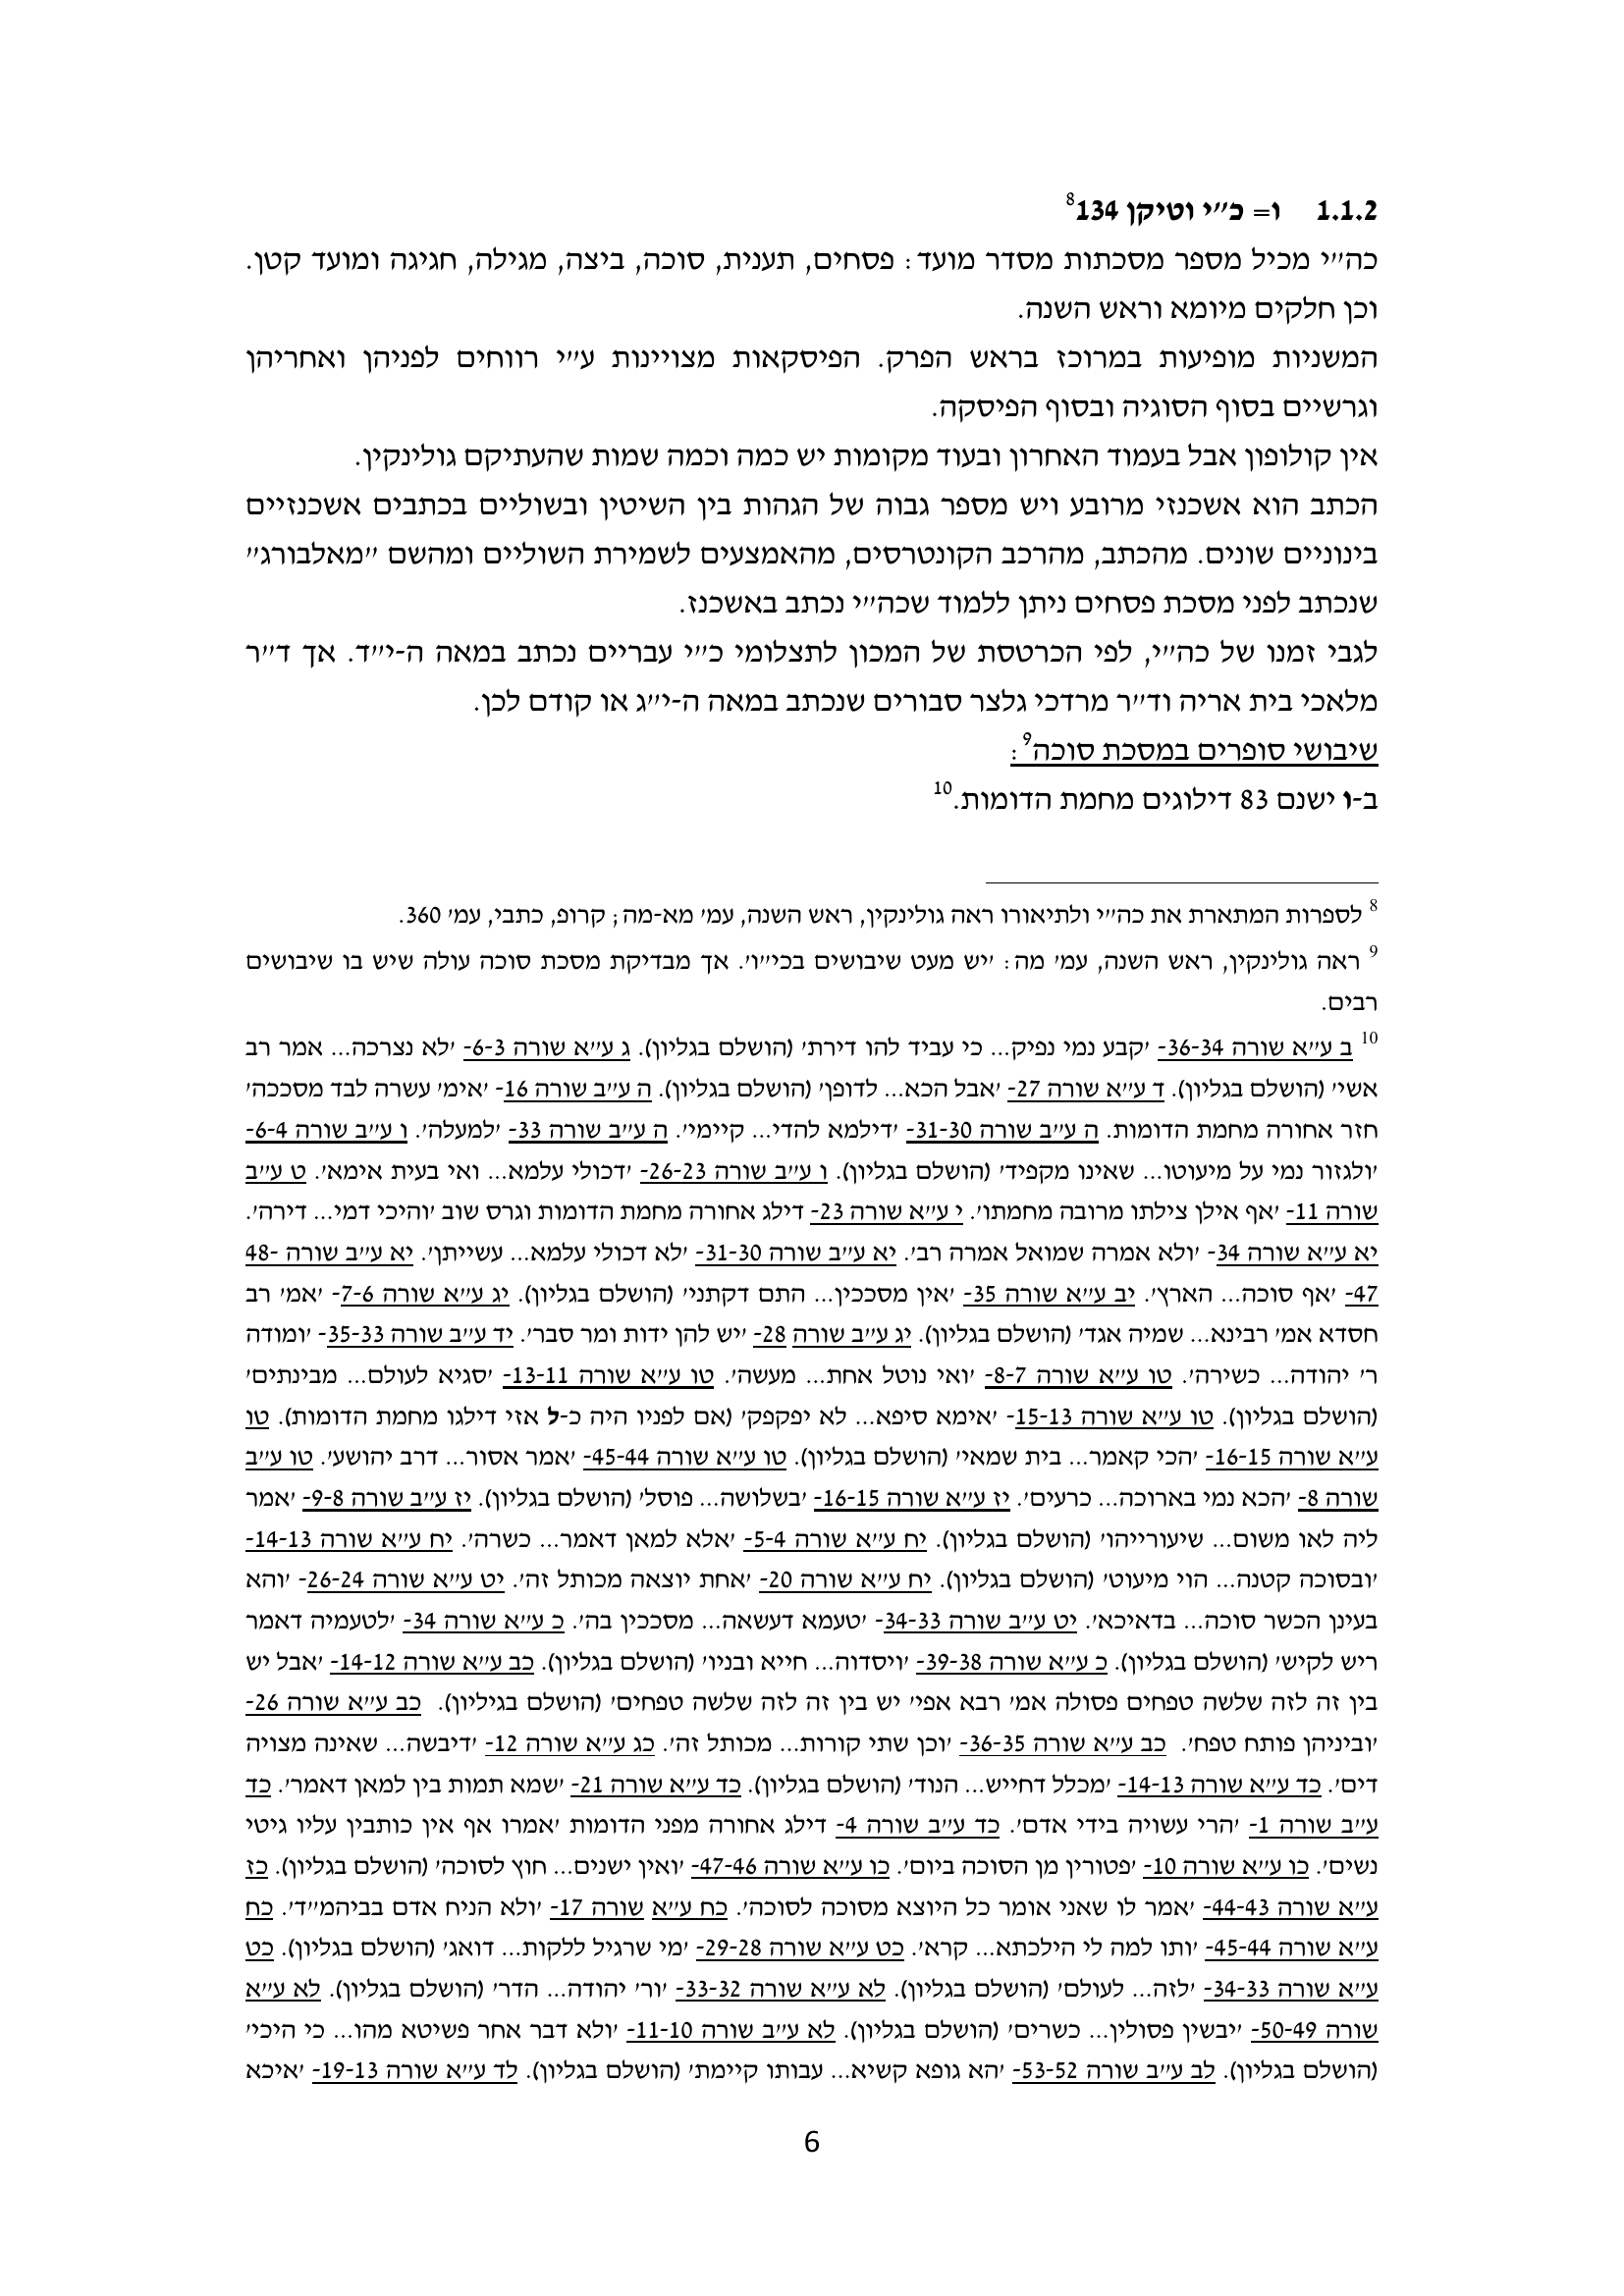 1.1.2 ו= כ"י וטיקן 134⁸
כה"י מכיל מספר מסכתות מסדר מועד: פסחים, תענית, סוכה, ביצה, מגילה, חגיגה ומועד קטן.
וכן חלקים מיומא וראש השנה.
המשניות מופיעות במרוכז בראש הפרק. הפיסקאות מצויינות ע"י רווחים לפניהן ואחריהן
וגרשיים בסוף הסוגיה ובסוף הפיסקה.
אין קולופון אבל בעמוד האחרון ובעוד מקומות יש כמה וכמה שמות שהעתיקם גולינקין.
הכתב הוא אשכנזי מרובע ויש מספר גבוה של הגהות בין השיטין ובשוליים בכתבים אשכנזיים
בינוניים שונים. מהכתב, מהרכב הקונטרסים, מהאמצעים לשמירת השוליים ומהשם "מאלבורג"
שנכתב לפני מסכת פסחים ניתן ללמוד שכה"י נכתב באשכנז.
לגבי זמנו של כה"י, לפי הכרטסת של המכון לתצלומי כ"י עבריים נכתב במאה ה-י"ד. אך ד"ר
מלאכי בית אריה וד"ר מרדכי גלצר סבורים שנכתב במאה ה-י"ג או קודם לכן.
שיבושי סופרים במסכת סוכה⁹:
ב-ו ישנם 83 דילוגים מחמת הדומות.¹⁰
⁸ לספרות המתארת את כה"י ולתיאורו ראה גולינקין, ראש השנה, עמ' מא-מה; קרופ, כתבי, עמ' 360.
⁹ ראה גולינקין, ראש השנה, עמ' מה: 'יש מעט שיבושים בכי"ו'. אך מבדיקת מסכת סוכה עולה שיש בו שיבושים
רבים.
¹⁰ ב ע"א שורה 36-34- 'קבע נמי נפיק... כי עביד להו דירת' (הושלם בגליון). ג ע"א שורה 6-3- 'לא נצרכה... אמר רב
אשי' (הושלם בגליון). ד ע"א שורה 27- 'אבל הכא... לדופן' (הושלם בגליון). ה ע"ב שורה 16- 'אימ' עשרה לבד מסככה'
חזר אחורה מחמת הדומות. ה ע"ב שורה 31-30- 'דילמא להדי... קיימי'. ה ע"ב שורה 33- 'למעלה'. ו ע"ב שורה 6-4-
'ולגזור נמי על מיעוטו... שאינו מקפיד' (הושלם בגליון). ו ע"ב שורה 26-23- 'דכולי עלמא... ואי בעית אימא'. ט ע"ב
שורה 11- 'אף אילן צילתו מרובה מחמתו'. י ע"א שורה 23- דילג אחורה מחמת הדומות וגרס שוב 'והיכי דמי... דירה'.
יא ע"א שורה 34- 'ולא אמרה שמואל אמרה רב'. יא ע"ב שורה 31-30- 'לא דכולי עלמא... עשייתן'. יא ע"ב שורה 48-
47- 'אף סוכה... הארץ'. יב ע"א שורה 35- 'אין מסככין... התם דקתני' (הושלם בגליון). יג ע"א שורה 7-6- 'אמ' רב
חסדא אמ' רבינא... שמיה אגד' (הושלם בגליון). יג ע"ב שורה 28- 'יש להן ידות ומר סבר'. יד ע"ב שורה 35-33- 'ומודה
ר' יהודה... כשירה'. טו ע"א שורה 8-7- 'ואי נוטל אחת... מעשה'. טו ע"א שורה 13-11- 'סגיא לעולם... מבינתים'
(הושלם בגליון). טו ע"א שורה 15-13- 'אימא סיפא... לא יפקפק' (אם לפניו היה כ-ל אזי דילגו מחמת הדומות). טו
ע"א שורה 16-15- 'הכי קאמר... בית שמאי' (הושלם בגליון). טו ע"א שורה 45-44- 'אמר אסור... דרב יהושע'. טו ע"ב
שורה 8- 'הכא נמי בארוכה... כרעים'. יז ע"א שורה 16-15- 'בשלושה... פוסל' (הושלם בגליון). יז ע"ב שורה 9-8- 'אמר
ליה לאו משום... שיעורייהו' (הושלם בגליון). יח ע"א שורה 5-4- 'אלא למאן דאמר... כשרה'. יח ע"א שורה 14-13-
'ובסוכה קטנה... הוי מיעוט' (הושלם בגליון). יח ע"א שורה 20- 'אחת יוצאה מכותל זה'. יט ע"א שורה 26-24- 'והא
בעינן הכשר סוכה... בדאיכא'. יט ע"ב שורה 34-33- 'טעמא דעשאה... מסככין בה'. כ ע"א שורה 34- 'לטעמיה דאמר
ריש לקיש' (הושלם בגליון). כ ע"א שורה 39-38- 'ויסדוה... חייא ובניו' (הושלם בגליון). כב ע"א שורה 14-12- 'אבל יש
בין זה לזה שלשה טפחים פסולה אמ' רבא אפי' יש בין זה לזה שלשה טפחים' (הושלם בגיליון). כב ע"א שורה 26-
'וביניהן פותח טפח'. כב ע"א שורה 36-35- 'וכן שתי קורות... מכותל זה'. כג ע"א שורה 12- 'דיבשה... שאינה מצויה
דים'. כד ע"א שורה 14-13- 'מכלל דחייש... הנוד' (הושלם בגליון). כד ע"א שורה 21- 'שמא תמות בין למאן דאמר'. כד
ע"ב שורה 1- 'הרי עשויה בידי אדם'. כד ע"ב שורה 4- דילג אחורה מפני הדומות 'אמרו אף אין כותבין עליו גיטי
נשים'. כו ע"א שורה 10- 'פטורין מן הסוכה ביום'. כו ע"א שורה 47-46- 'ואין ישנים... חוץ לסוכה' (הושלם בגליון). כז
ע"א שורה 44-43- 'אמר לו שאני אומר כל היוצא מסוכה לסוכה'. כח ע"א שורה 17- 'ולא הניח אדם בביהמ"ד'. כח
ע"א שורה 45-44- 'ותו למה לי הילכתא... קרא'. כט ע"א שורה 29-28- 'מי שרגיל ללקות... דואג' (הושלם בגליון). כט
ע"א שורה 34-33- 'לזה... לעולם' (הושלם בגליון). לא ע"א שורה 33-32- 'ור' יהודה... הדר' (הושלם בגליון). לא ע"א
שורה 50-49- 'יבשין פסולין... כשרים' (הושלם בגליון). לא ע"ב שורה 11-10- 'ולא דבר אחר פשיטא מהו... כי היכי'
(הושלם בגליון). לב ע"ב שורה 53-52- 'הא גופא קשיא... עבותו קיימת' (הושלם בגליון). לד ע"א שורה 19-13- 'איכא
6